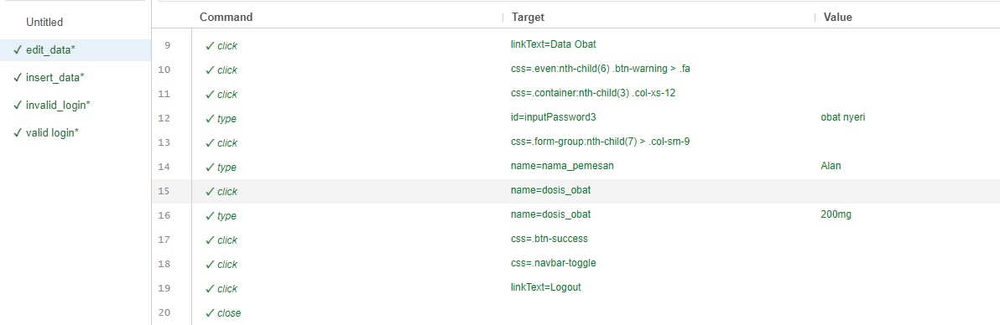 Command Target Value
Untitled
✓ edit_data*
✓ insert_data*
✓ invalid_login*
✓ valid login*
9 ✓ click linkText=Data Obat
10 ✓ click css=.even:nth-child(6) .btn-warning > .fa
11 ✓ click css=.container:nth-child(3) .col-xs-12
12 ✓ type id=inputPassword3 obat nyeri
13 ✓ click css=.form-group:nth-child(7) > .col-sm-9
14 ✓ type name=nama_pemesan Alan
15 ✓ click name=dosis_obat
16 ✓ type name=dosis_obat 200mg
17 ✓ click css=.btn-success
18 ✓ click css=.navbar-toggle
19 ✓ click linkText=Logout
20 ✓ close